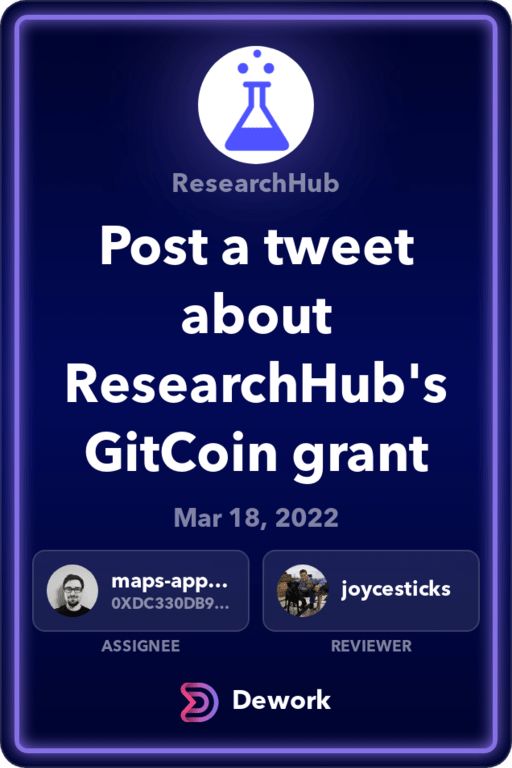 ResearchHub
Post a tweet
about
ResearchHub's
GitCoin grant
Mar 18, 2022
maps-app...
0XDC330DB9...
ASSIGNEE
joycesticks
REVIEWER
Dework